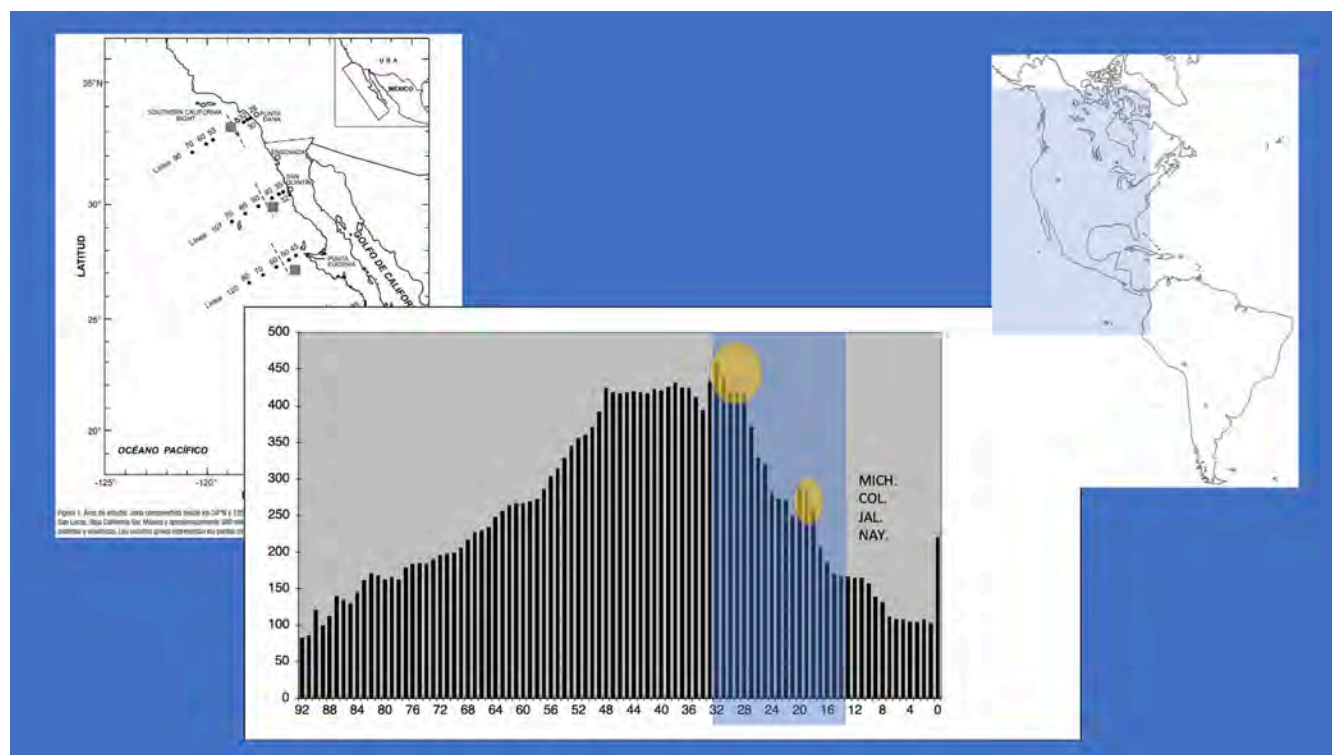 35°N
30°
25°
20°
-125°
-120°
LATITUD
U S A
MÉXICO
SOUTHERN CALIFORNIA
BIGHT
PUNTA
DANA
ENSENADA
SAN
QUINTIN
PUNTA
EUGENIA
GOLFO DE CALIFOR
OCÉANO PACÍFICO
Línea 90 70 60 53
Línea 107 70
Línea 120 80 70 60 50 45
500
450
400
350
300
250
200
150
100
50
0
MICH.
COL.
JAL.
NAY.
92 88 84 80 76 72 68 64 60 56 52 48 44 40 36 32 28 24 20 16 12 8 4 0